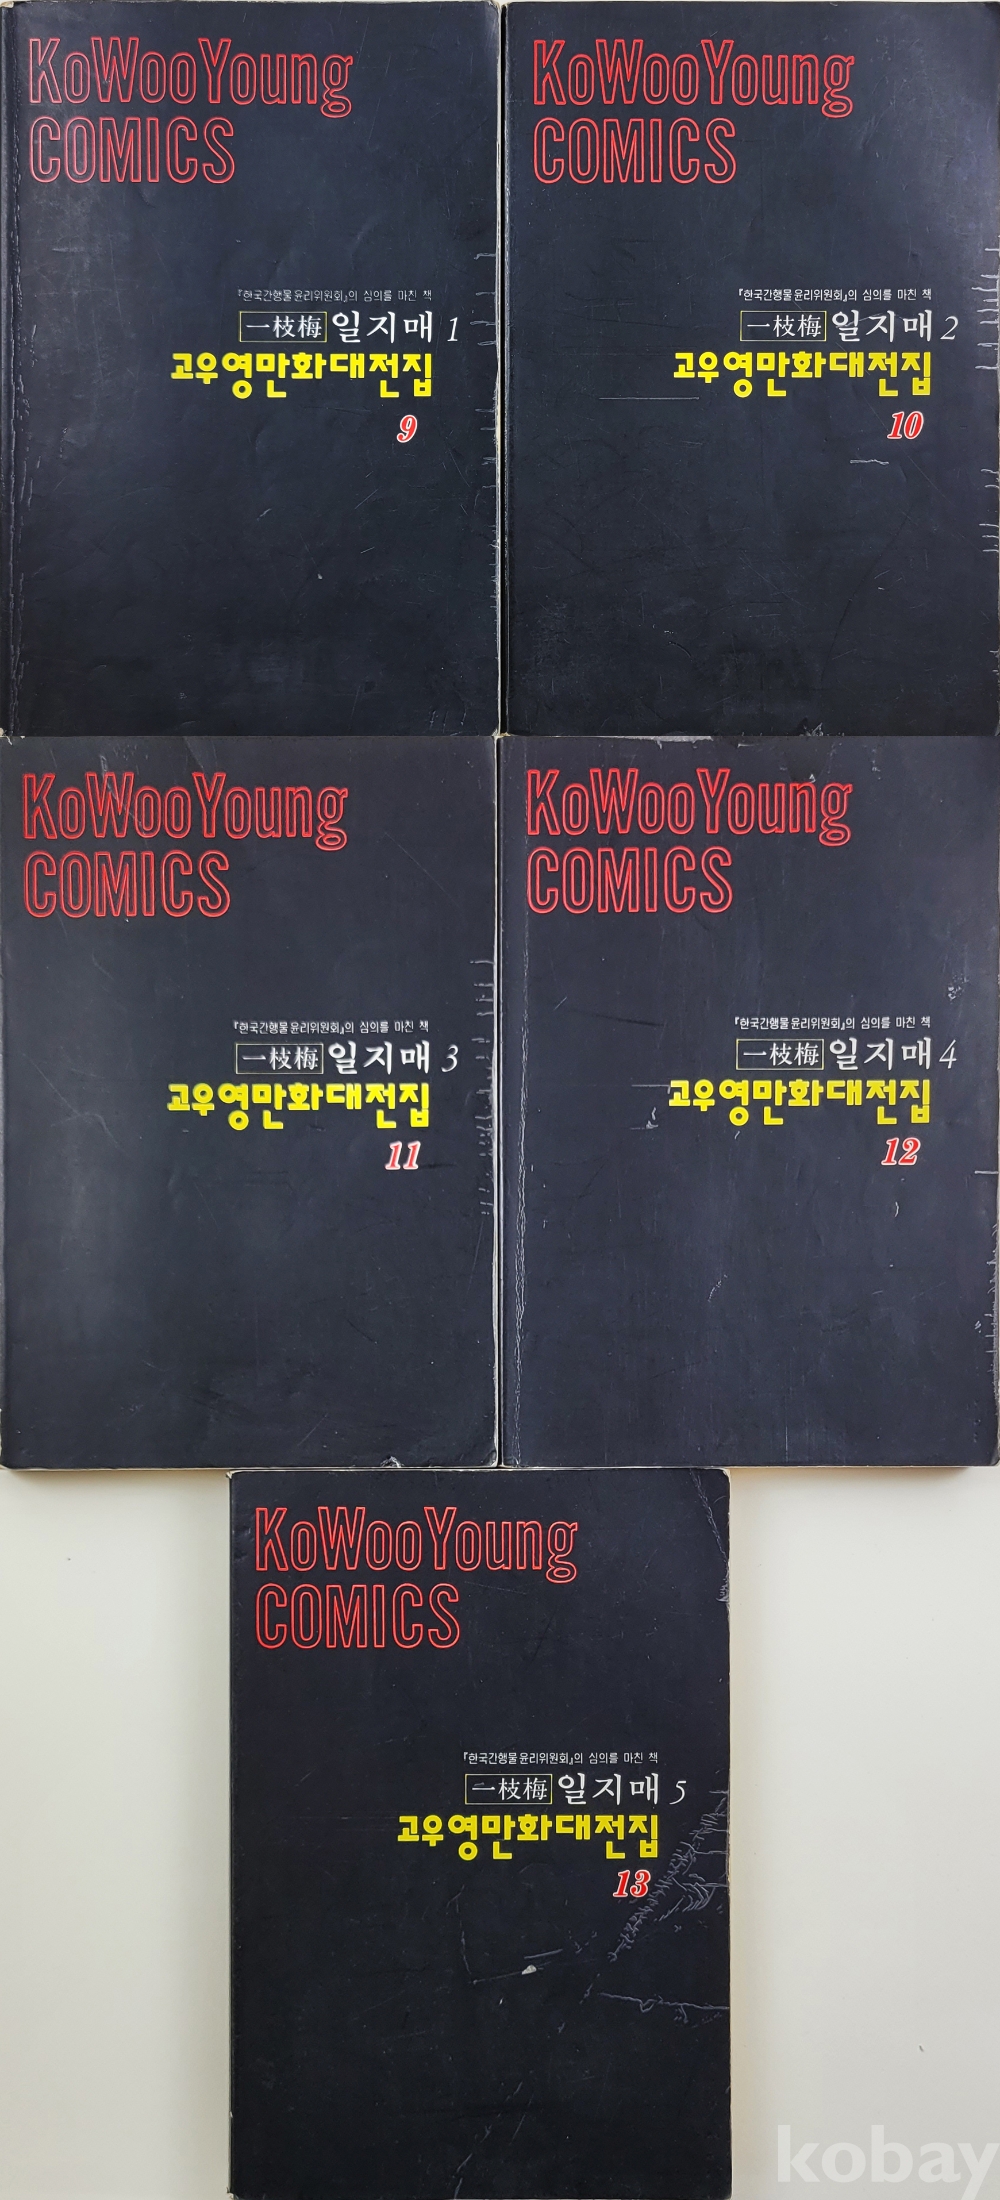 KoWooYoung
COMICS
『한국간행물윤리위원회』의 심의를 마친 책
一枝梅 일지매 1
고우영만화대전집
9
KoWooYoung
COMICS
『한국간행물윤리위원회』의 심의를 마친 책
一枝梅 일지매 2
고우영만화대전집
10
KoWooYoung
COMICS
『한국간행물윤리위원회』의 심의를 마친 책
一枝梅 일지매 3
고우영만화대전집
11
KoWooYoung
COMICS
『한국간행물윤리위원회』의 심의를 마친 책
一枝梅 일지매 4
고우영만화대전집
12
KoWooYoung
COMICS
『한국간행물윤리위원회』의 심의를 마친 책
一枝梅 일지매 5
고우영만화대전집
13
kobay